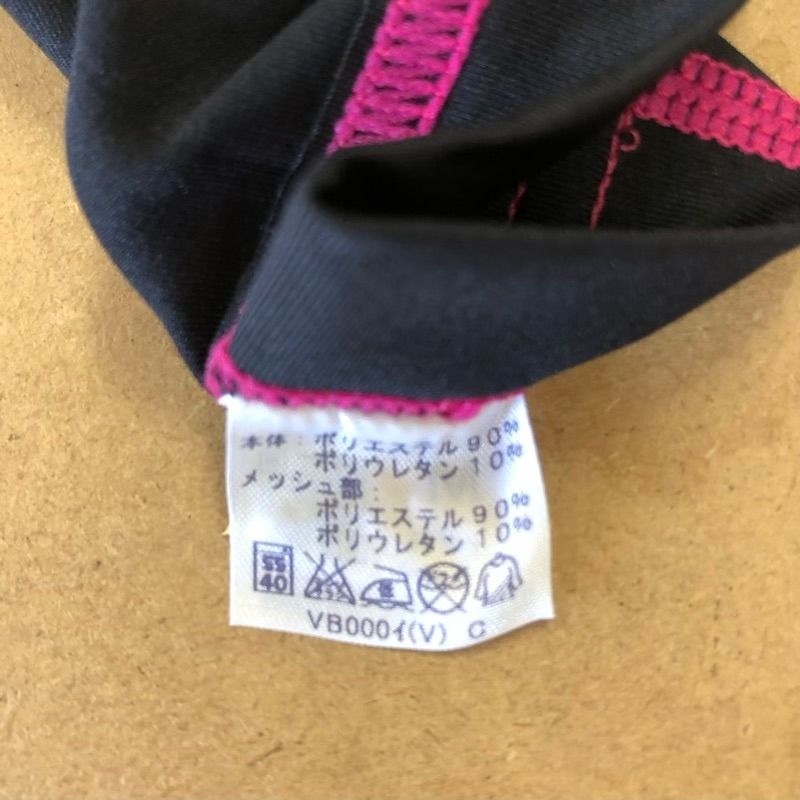 本体：ポリエステル 90%
ポリウレタン 10%
メッシュ部：
ポリエステル 90%
ポリウレタン 10%
40
低
VB000ｲ(V) C